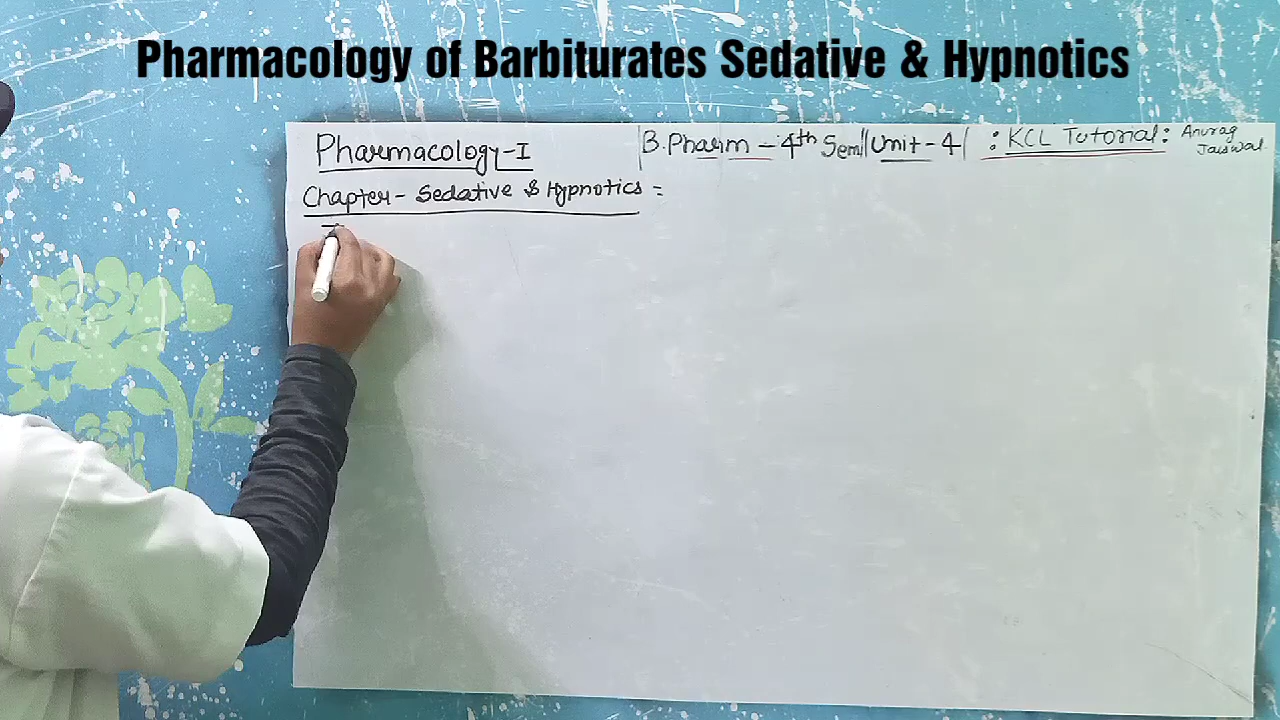 Pharmacology of Barbiturates Sedative & Hypnotics
Pharmacology-I
B.Pharm - 4th Sem || Unit - 4 |
: KCL Tutorial :
Anurag
Jaiswal
Chapter - Sedative & Hypnotics =